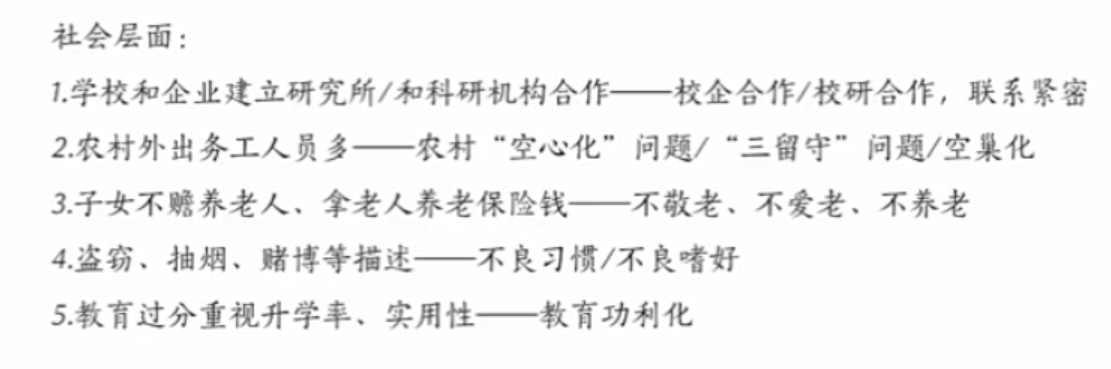 社会层面：
1.学校和企业建立研究所/和科研机构合作——校企合作/校研合作，联系紧密
2.农村外出务工人员多——农村“空心化”问题/“三留守”问题/空巢化
3.子女不赡养老人、拿老人养老保险钱——不敬老、不爱老、不养老
4.盗窃、抽烟、赌博等描述——不良习惯/不良嗜好
5.教育过分重视升学率、实用性——教育功利化